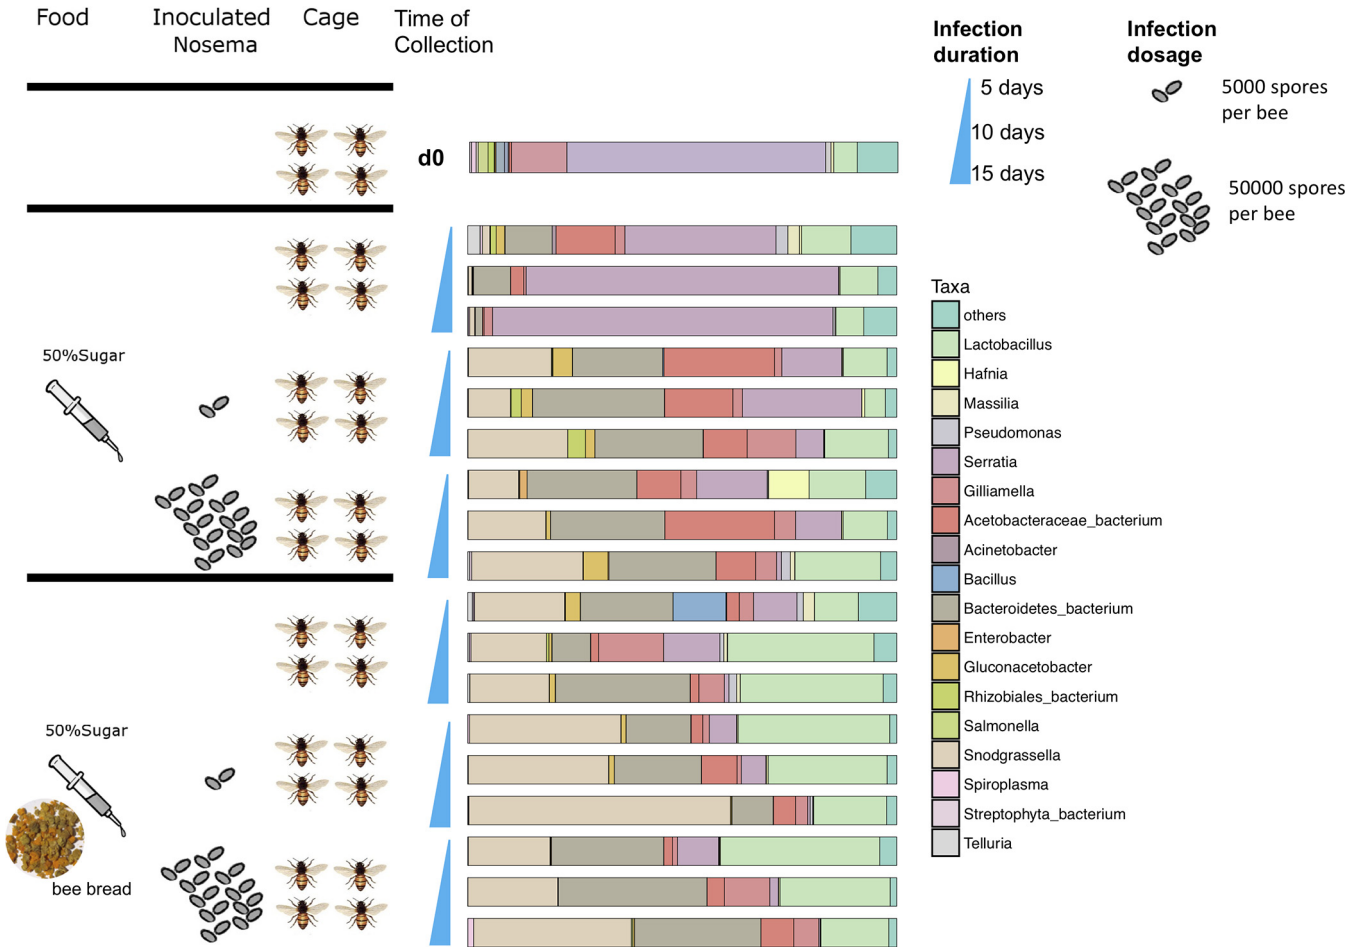 Food
Inoculated
Nosema
Cage
Time of
Collection
Infection
duration
5 days
10 days
15 days
Infection
dosage
5000 spores
per bee
50000 spores
per bee
d0
50%Sugar
50%Sugar
bee bread
Taxa
others
Lactobacillus
Hafnia
Massilia
Pseudomonas
Serratia
Gilliamella
Acetobacteraceae_bacterium
Acinetobacter
Bacillus
Bacteroidetes_bacterium
Enterobacter
Gluconacetobacter
Rhizobiales_bacterium
Salmonella
Snodgrassella
Spiroplasma
Streptophyta_bacterium
Telluria